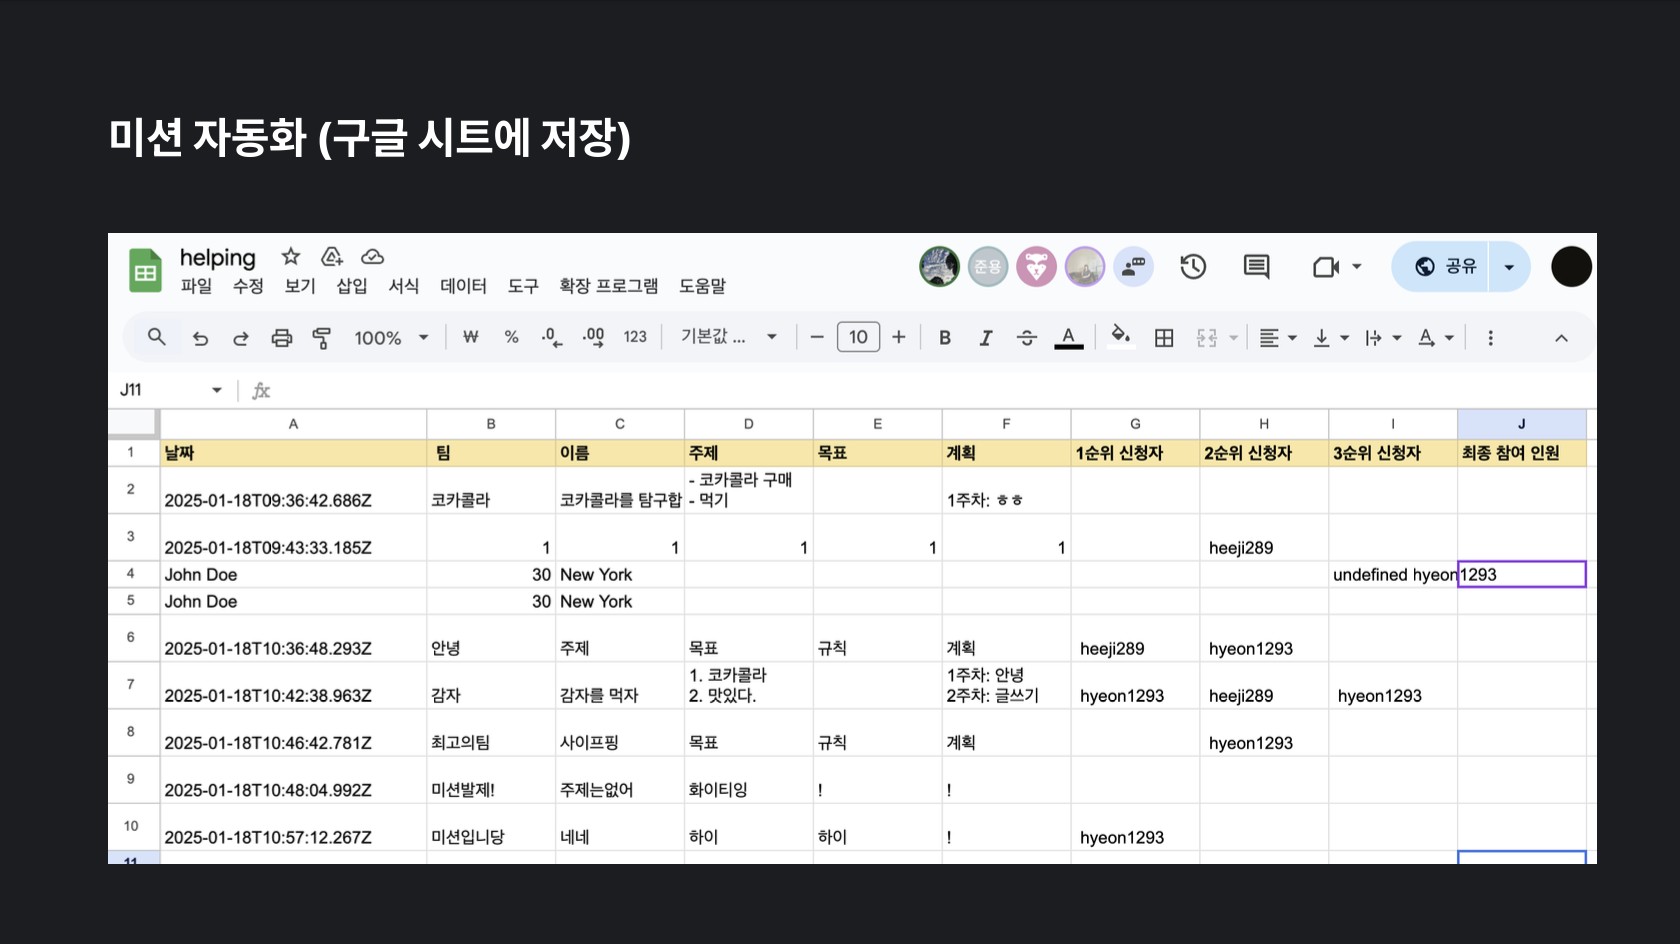 미션 자동화 (구글 시트에 저장)
helping
파일 수정 보기 삽입 서식 데이터 도구 확장 프로그램 도움말
준용
공유
100% ₩ % .0 .00 123 기본값 ... 10 B I A A
J11 fx
A B C D E F G H I J
1 날짜 팀 이름 주제 목표 계획 1순위 신청자 2순위 신청자 3순위 신청자 최종 참여 인원
- 코카콜라 구매
2 2025-01-18T09:36:42.686Z 코카콜라 코카콜라를 탐구합 - 먹기 1주차: ㅎㅎ
3 2025-01-18T09:43:33.185Z 1 1 1 1 1 heeji289
4 John Doe 30 New York undefined hyeon1293
5 John Doe 30 New York
6 2025-01-18T10:36:48.293Z 안녕 주제 목표 규칙 계획 heeji289 hyeon1293
1. 코카콜라 1주차: 안녕
7 2025-01-18T10:42:38.963Z 감자 감자를 먹자 2. 맛있다. 2주차: 글쓰기 hyeon1293 heeji289 hyeon1293
8 2025-01-18T10:46:42.781Z 최고의팀 사이프핑 목표 규칙 계획 hyeon1293
9 2025-01-18T10:48:04.992Z 미션발제! 주제는없어 화이티잉 ! !
10 2025-01-18T10:57:12.267Z 미션입니당 네네 하이 하이 ! hyeon1293
11